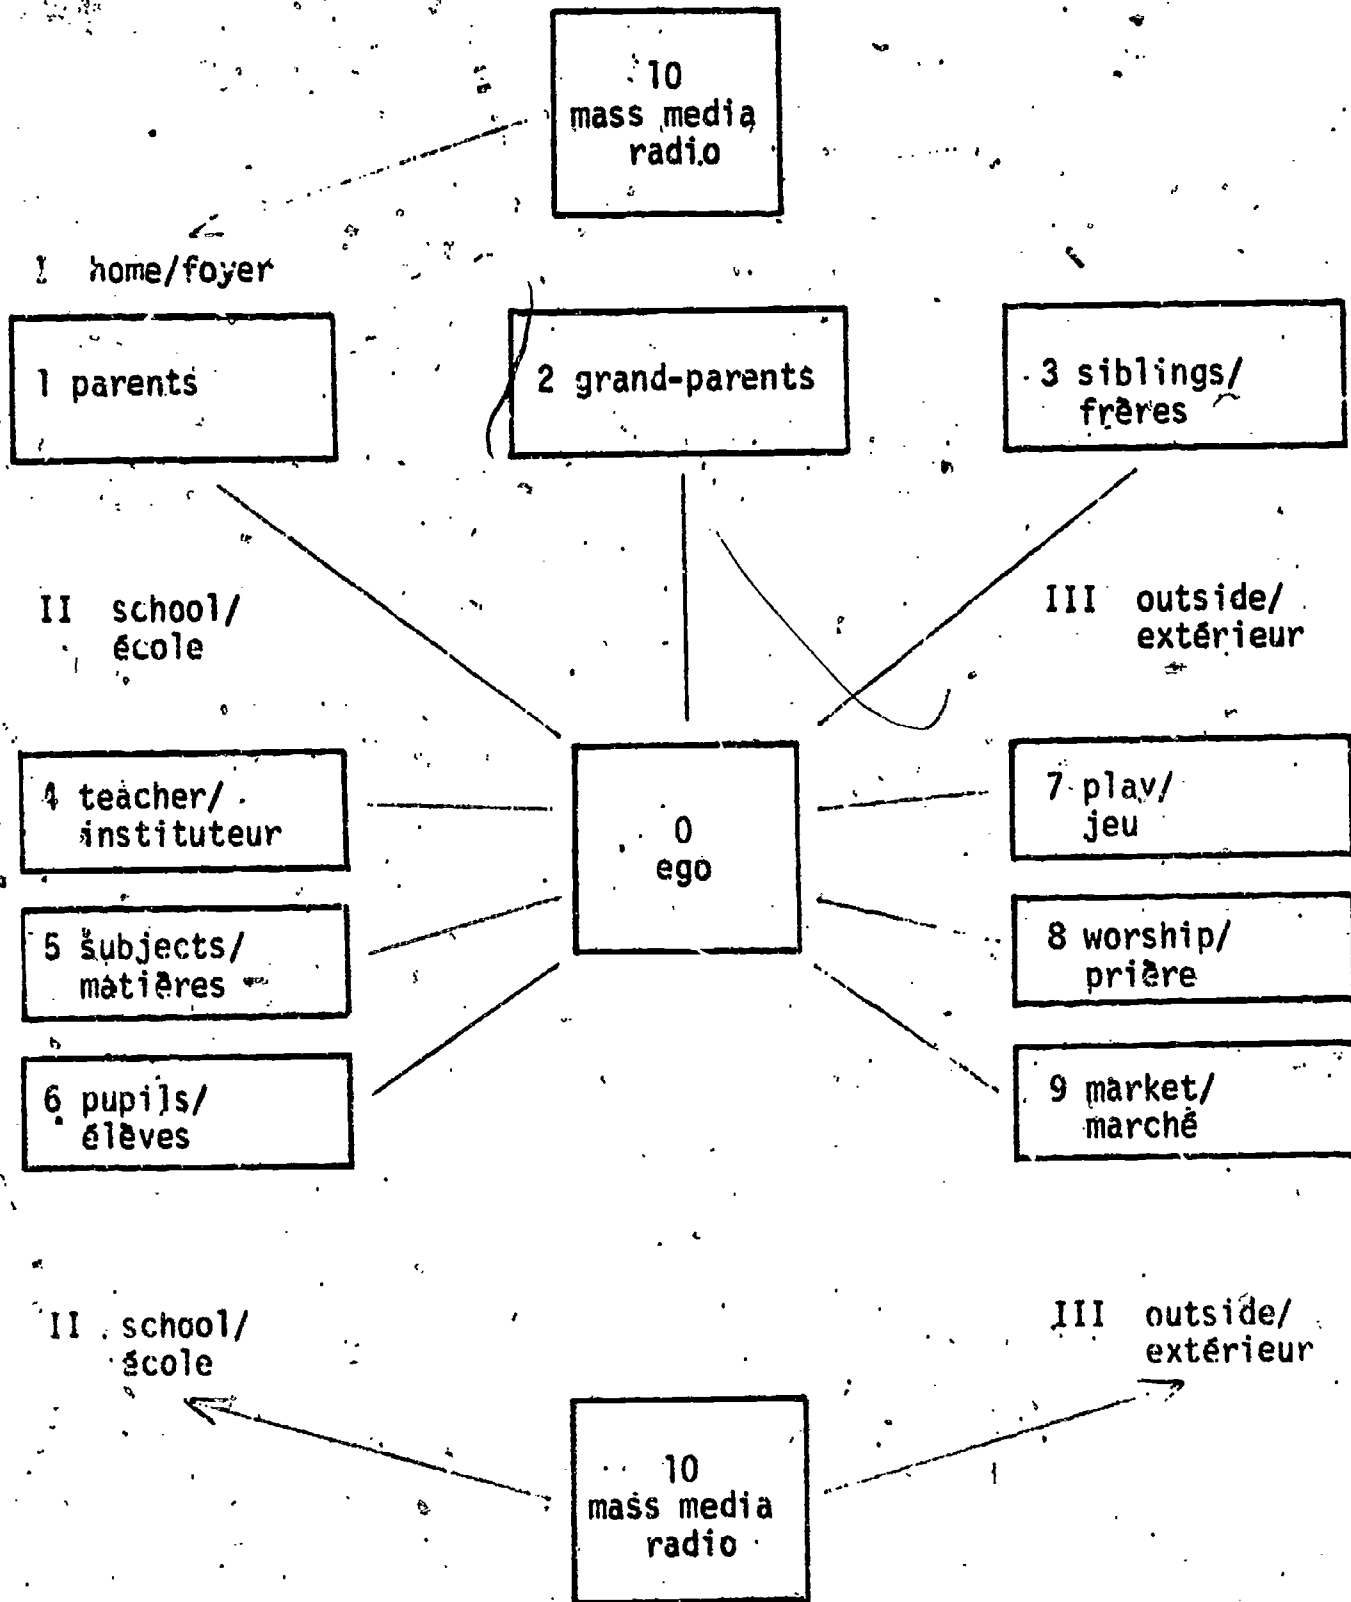 10
mass media
radio
I home/foyer
1 parents
2 grand-parents
3 siblings/
frères
II school/
école
III outside/
extérieur
4 teacher/
instituteur
0
ego
7 play/
jeu
5 subjects/
matières
8 worship/
prière
6 pupils/
élèves
9 market/
marché
II school/
école
III outside/
extérieur
10
mass media
radio